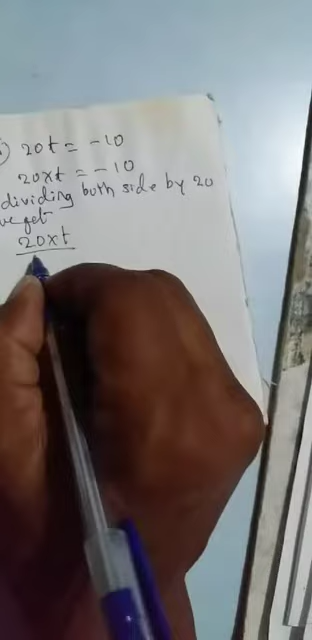 20t = -10
20xt = -10
dividing both side by 20
we get
20xt